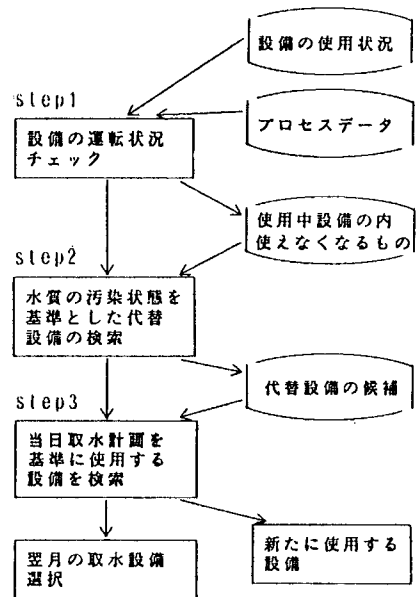 設備の使用状況
step1
プロセスデータ
設備の運転状況
チェック
使用中設備の内
使えなくなるもの
step2
水質の汚染状態を
基準とした代替
設備の検索
代替設備の候補
step3
当日取水計画を
基準に使用する
設備を検索
新たに使用する
設備
翌月の取水設備
選択